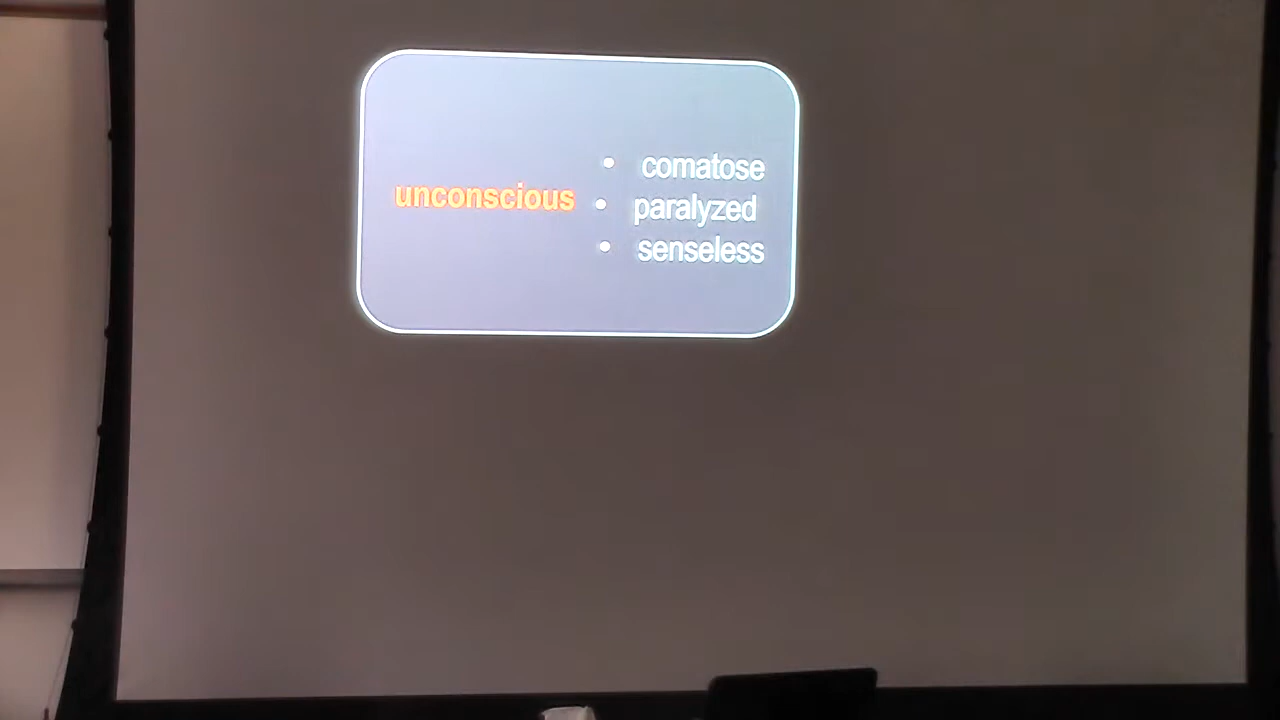 unconscious
• comatose
• paralyzed
• senseless